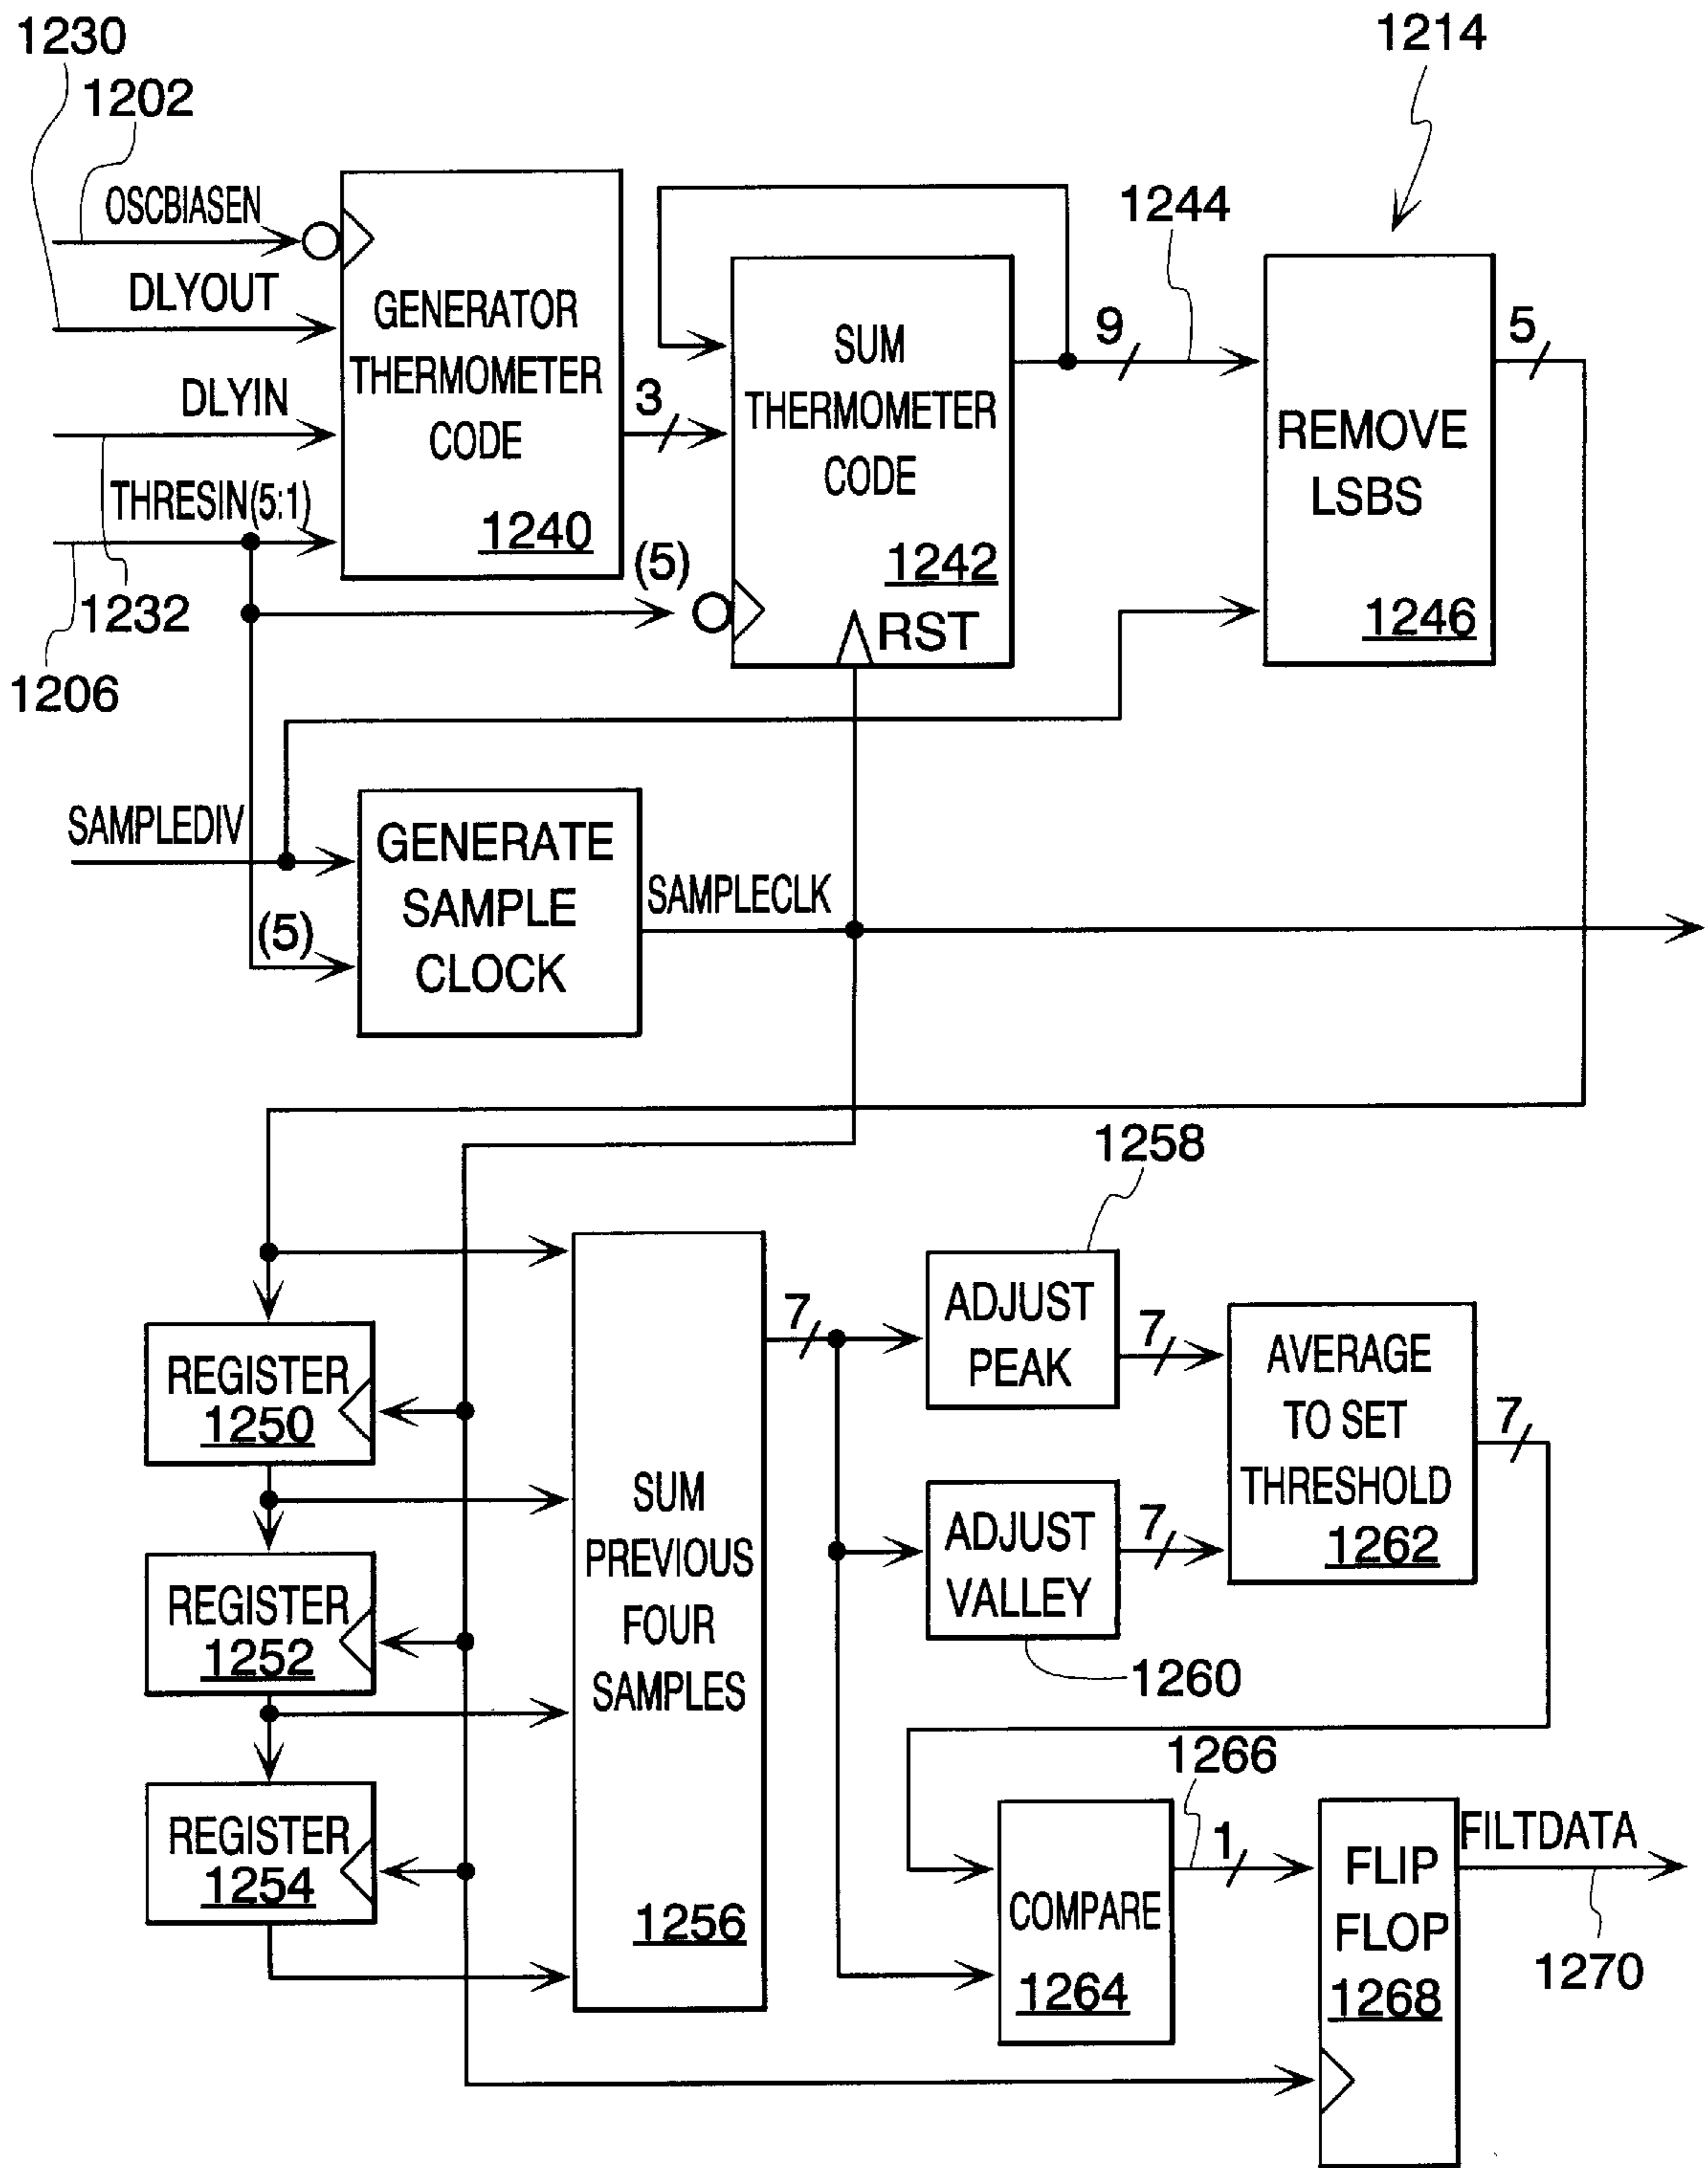 1230
1202
1214
OSCBIASEN
DLYOUT
DLYIN
THRESIN(5:1)
1232
1206
GENERATOR
THERMOMETER
CODE
1240
3
(5)
SUM
THERMOMETER
CODE
1242
RST
9
1244
REMOVE
LSBS
1246
5
SAMPLEDIV
(5)
GENERATE
SAMPLE
CLOCK
SAMPLECLK
REGISTER
1250
REGISTER
1252
REGISTER
1254
SUM
PREVIOUS
FOUR
SAMPLES
1256
7
1258
ADJUST
PEAK
7
ADJUST
VALLEY
7
1260
AVERAGE
TO SET
THRESHOLD
1262
7
COMPARE
1264
1266
1
FLIP
FLOP
1268
FILTDATA
1270